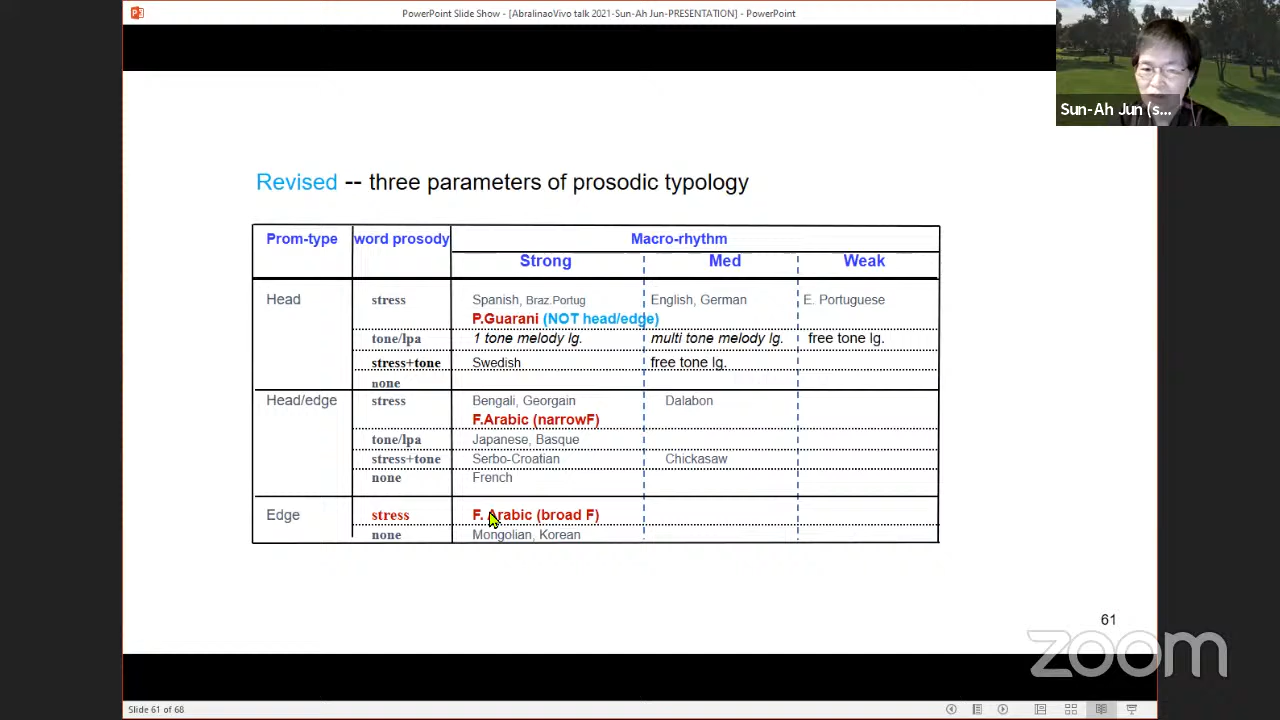 PowerPoint Slide Show - [AbralinaoVivo talk 2021-Sun-Ah Jun-PRESENTATION] - PowerPoint
Sun-Ah Jun (s...
Revised -- three parameters of prosodic typology
Prom-type word prosody Macro-rhythm
Strong Med Weak
Head stress Spanish, Braz.Portug English, German E. Portuguese
P.Guarani (NOT head/edge)
tone/lpa 1 tone melody lg. multi tone melody lg. free tone lg.
stress+tone Swedish free tone lg.
none
Head/edge stress Bengali, Georgain Dalabon
F.Arabic (narrowF)
tone/lpa Japanese, Basque
stress+tone Serbo-Croatian Chickasaw
none French
Edge stress F. Arabic (broad F)
none Mongolian, Korean
61
zoom
Slide 61 of 68